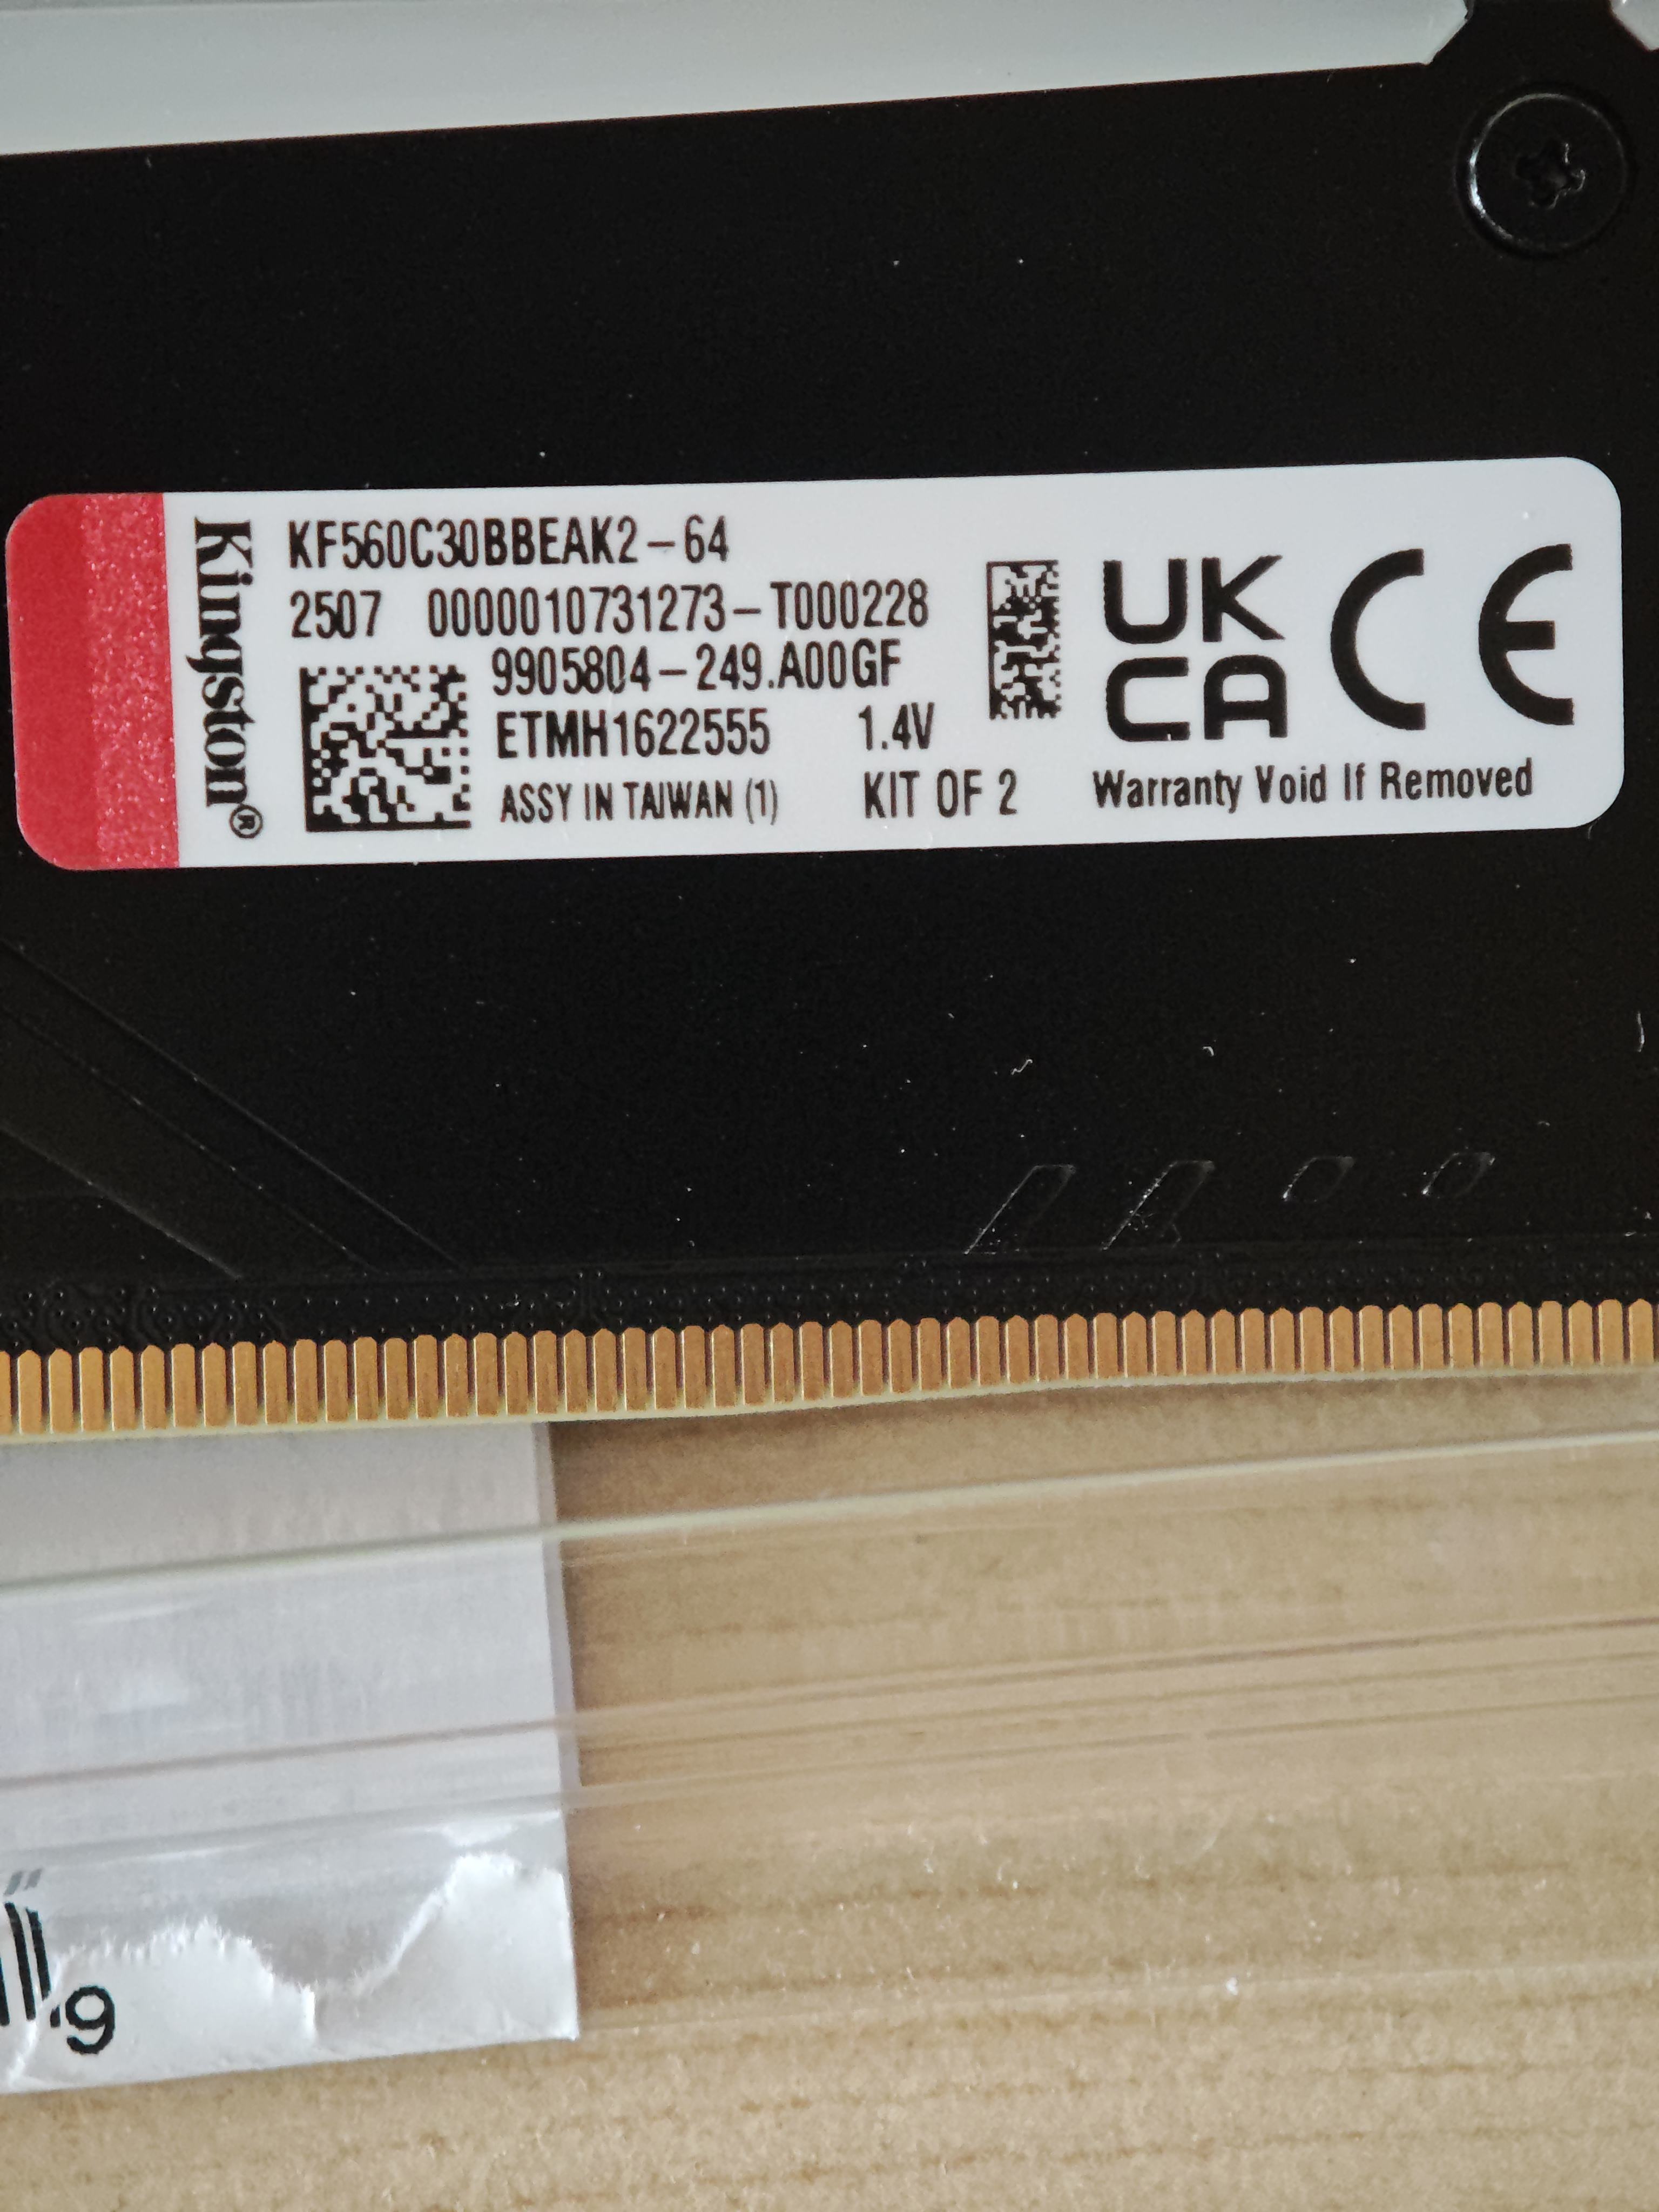 Kingston®
KF560C30BBEAK2-64
2507 0000010731273-T000228
9905804-249.A00GF
ETMH1622555 1.4V
ASSY IN TAIWAN (1) KIT OF 2
UK
CA
CE
Warranty Void If Removed
9